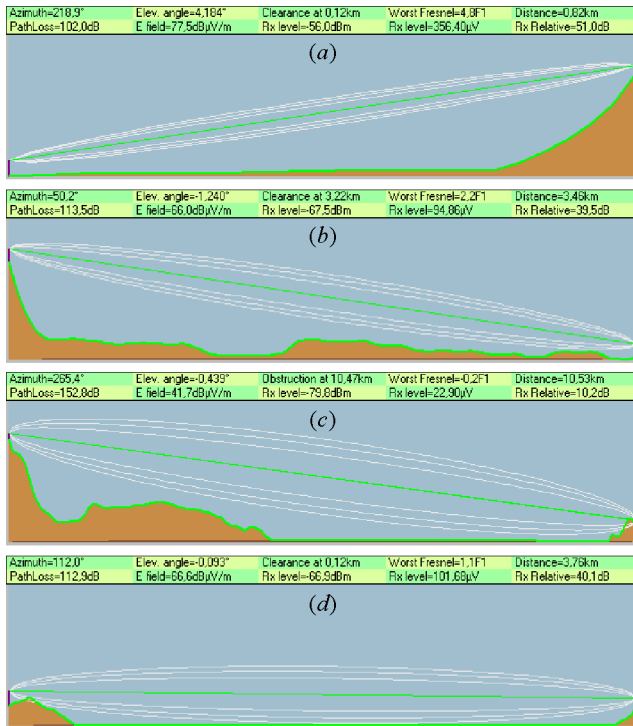 Azimuth=218,9° Elev. angle=4,184° Clearance at 0,12km Worst Fresnel=4,8F1 Distance=0,82km
PathLoss=102,0dB E field=77,5dBµV/m Rx level=-56,0dBm Rx level=356,40µV Rx Relative=51,0dB
(a)
Azimuth=50,2° Elev. angle=-1,240° Clearance at 3,22km Worst Fresnel=2,2F1 Distance=3,46km
PathLoss=113,5dB E field=66,0dBµV/m Rx level=-67,5dBm Rx level=94,86µV Rx Relative=39,5dB
(b)
Azimuth=265,4° Elev. angle=-0,439° Obstruction at 10,47km Worst Fresnel=-0,2F1 Distance=10,53km
PathLoss=152,8dB E field=41,7dBµV/m Rx level=-79,8dBm Rx level=22,90µV Rx Relative=10,2dB
(c)
Azimuth=112,0° Elev. angle=-0,093° Clearance at 0,12km Worst Fresnel=1,1F1 Distance=3,76km
PathLoss=112,9dB E field=66,6dBµV/m Rx level=-66,9dBm Rx level=101,68µV Rx Relative=40,1dB
(d)